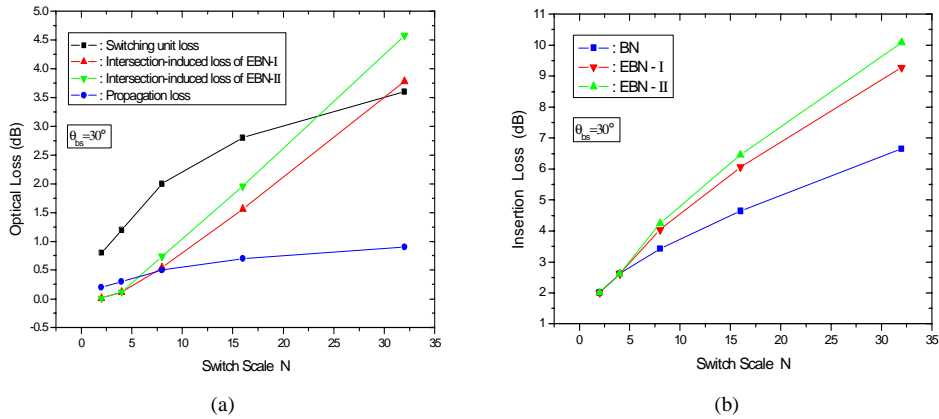 5.0
4.5
4.0
3.5
3.0
2.5
2.0
1.5
1.0
0.5
0.0
-0.5
Optical Loss (dB)
: Switching unit loss
: Intersection-induced loss of EBN-I
: Intersection-induced loss of EBN-II
: Propagation loss
θbs=30°
0 5 10 15 20 25 30 35
Switch Scale N
(a)
11
10
9
8
7
6
5
4
3
2
1
Insertion Loss (dB)
: BN
: EBN - I
: EBN - II
θbs=30°
0 5 10 15 20 25 30 35
Switch Scale N
(b)